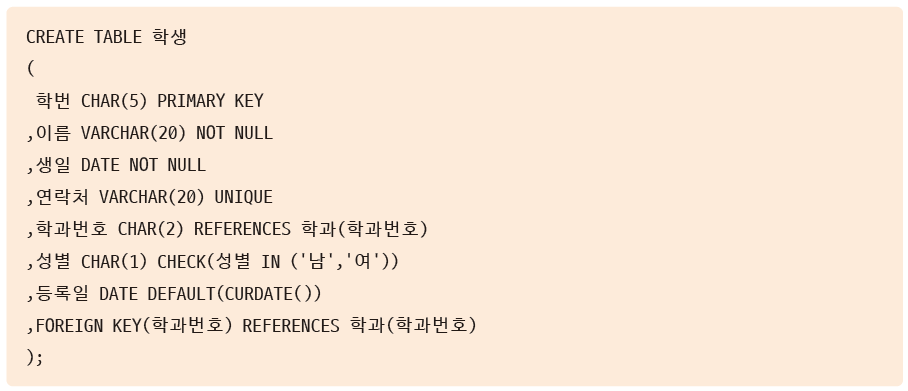 CREATE TABLE 학생
(
 학번 CHAR(5) PRIMARY KEY
,이름 VARCHAR(20) NOT NULL
,생일 DATE NOT NULL
,연락처 VARCHAR(20) UNIQUE
,학과번호 CHAR(2) REFERENCES 학과(학과번호)
,성별 CHAR(1) CHECK(성별 IN ('남','여'))
,등록일 DATE DEFAULT(CURDATE())
,FOREIGN KEY(학과번호) REFERENCES 학과(학과번호)
);